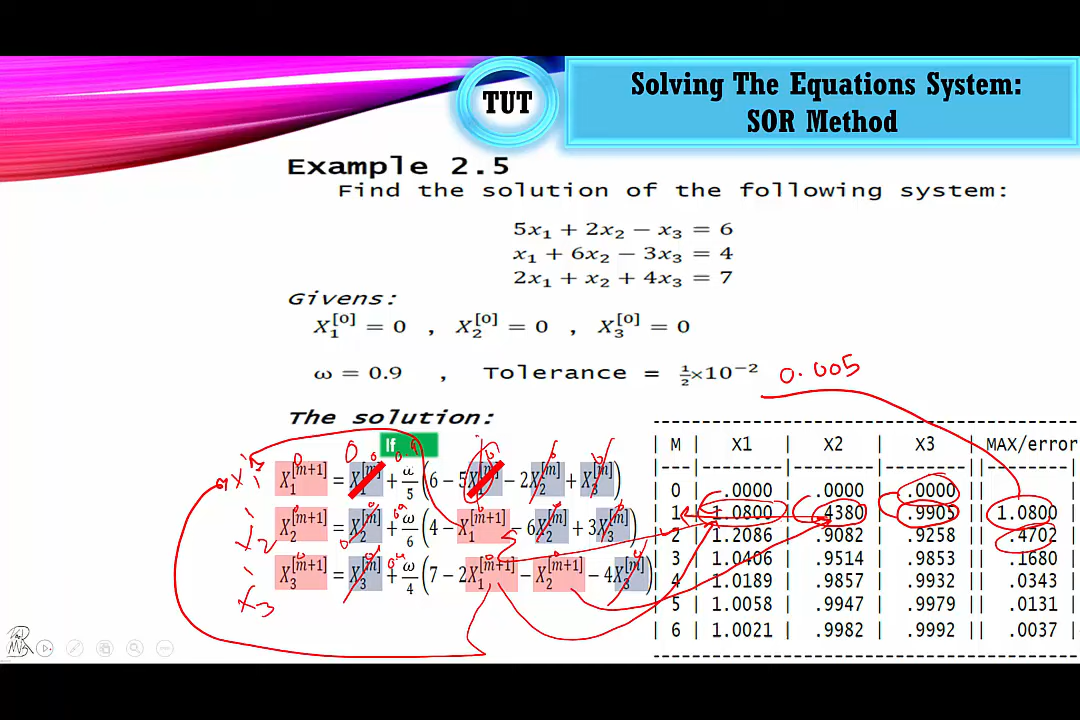 TUT
Solving The Equations System:
SOR Method
Example 2.5
Find the solution of the following system:
5x₁ + 2x₂ − x₃ = 6
x₁ + 6x₂ − 3x₃ = 4
2x₁ + x₂ + 4x₃ = 7
Givens:
X₁^[0] = 0 , X₂^[0] = 0 , X₃^[0] = 0
ω = 0.9 , Tolerance = ½×10⁻² 0.005
The solution:
If
X₁^[m+1] = X₁^[m] + ω/5 (6 − 5X₁^[m] − 2X₂^[m] + X₃^[m])
X₂^[m+1] = X₂^[m] + ω/6 (4 − X₁^[m+1] − 6X₂^[m] + 3X₃^[m])
X₃^[m+1] = X₃^[m] + ω/4 (7 − 2X₁^[m+1] − X₂^[m+1] − 4X₃^[m])
X₁
X₂
X₃
| M | X1 | X2 | X3 || MAX/error
| 0 | .0000 | .0000 | .0000 ||
| 1 | 1.0800 | .4380 | .9905 || 1.0800
| 2 | 1.2086 | .9082 | .9258 || .4702
| 3 | 1.0406 | .9514 | .9853 || .1680
| 4 | 1.0189 | .9857 | .9932 || .0343
| 5 | 1.0058 | .9947 | .9979 || .0131
| 6 | 1.0021 | .9982 | .9992 || .0037